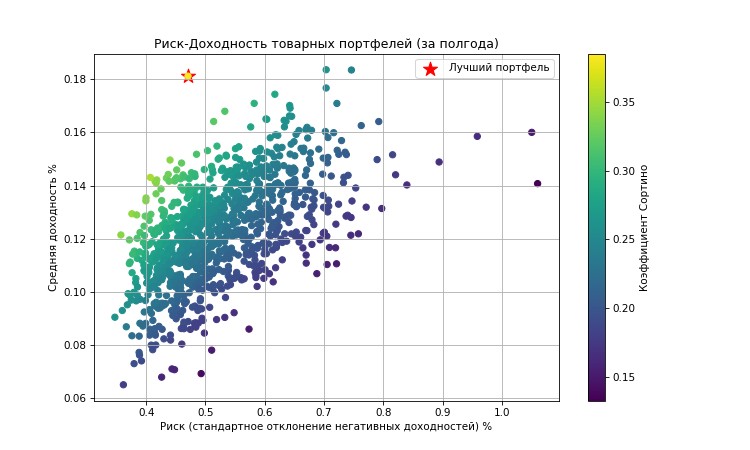 Риск-Доходность товарных портфелей (за полгода)
Лучший портфель
Средняя доходность %
0.18
0.16
0.14
0.12
0.10
0.08
0.06
0.4 0.5 0.6 0.7 0.8 0.9 1.0
Риск (стандартное отклонение негативных доходностей) %
0.35
0.30
0.25
0.20
0.15
Коэффициент Сортино